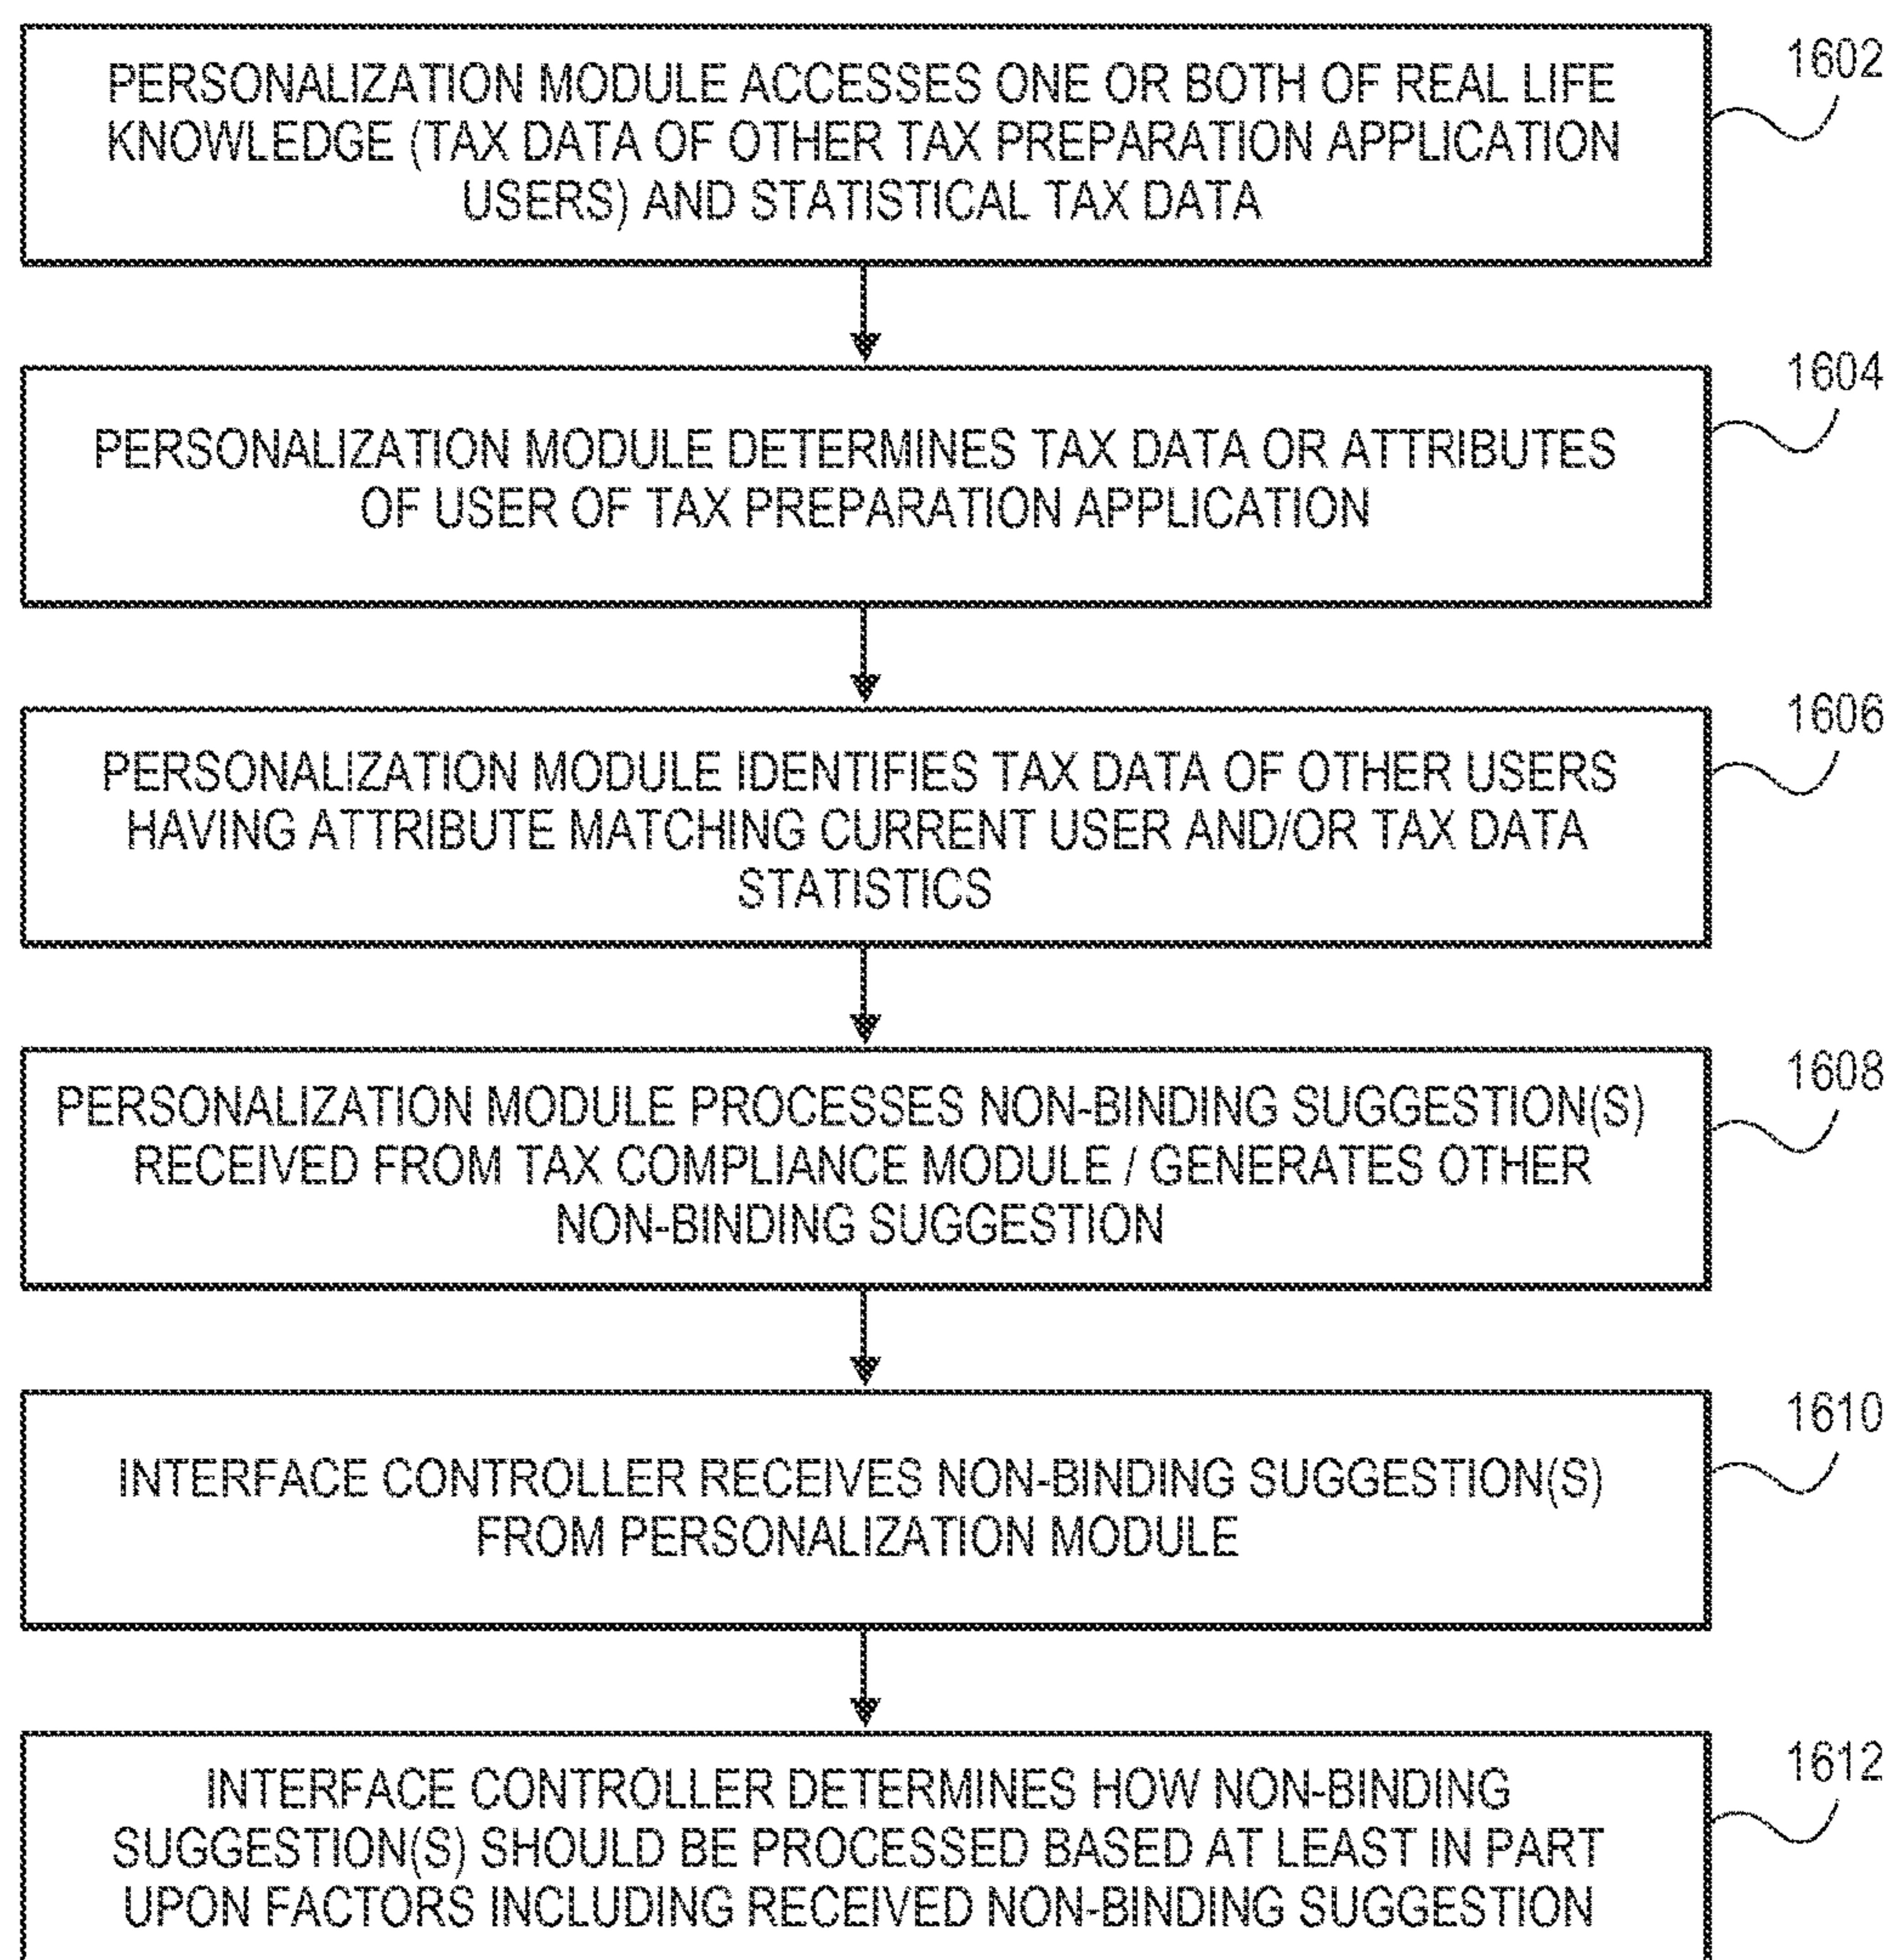 PERSONALIZATION MODULE ACCESSES ONE OR BOTH OF REAL LIFE
KNOWLEDGE (TAX DATA OF OTHER TAX PREPARATION APPLICATION
USERS) AND STATISTICAL TAX DATA
1602
PERSONALIZATION MODULE DETERMINES TAX DATA OR ATTRIBUTES
OF USER OF TAX PREPARATION APPLICATION
1604
PERSONALIZATION MODULE IDENTIFIES TAX DATA OF OTHER USERS
HAVING ATTRIBUTE MATCHING CURRENT USER AND/OR TAX DATA
STATISTICS
1606
PERSONALIZATION MODULE PROCESSES NON-BINDING SUGGESTION(S)
RECEIVED FROM TAX COMPLIANCE MODULE / GENERATES OTHER
NON-BINDING SUGGESTION
1608
INTERFACE CONTROLLER RECEIVES NON-BINDING SUGGESTION(S)
FROM PERSONALIZATION MODULE
1610
INTERFACE CONTROLLER DETERMINES HOW NON-BINDING
SUGGESTION(S) SHOULD BE PROCESSED BASED AT LEAST IN PART
UPON FACTORS INCLUDING RECEIVED NON-BINDING SUGGESTION
1612